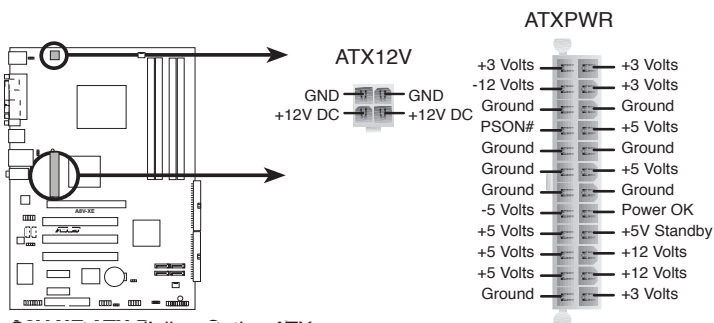 ATXPWR
ATX12V
+3 Volts +3 Volts
-12 Volts +3 Volts
Ground Ground
PSON# +5 Volts
Ground Ground
Ground +5 Volts
Ground Ground
-5 Volts Power OK
+5 Volts +5V Standby
+5 Volts +12 Volts
+5 Volts +12 Volts
Ground +3 Volts
GND GND
+12V DC +12V DC
A8V-XE
ASUS